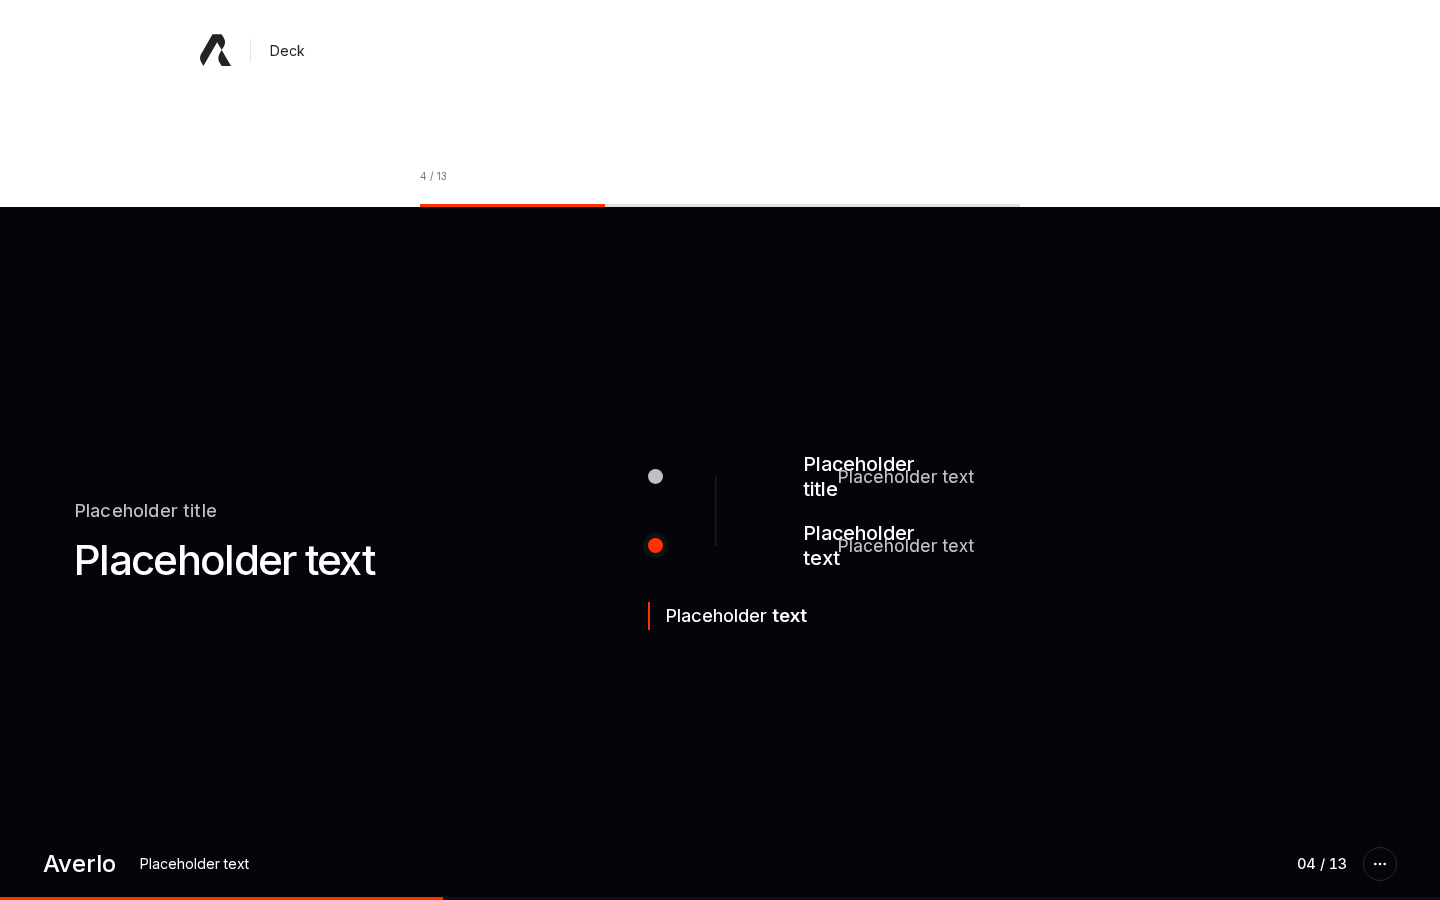 Deck
4 / 13
Placeholder title
Placeholder text
Placeholder
title
Placeholder text
Placeholder
text
Placeholder text
Placeholder text
Averlo
Placeholder text
04 / 13